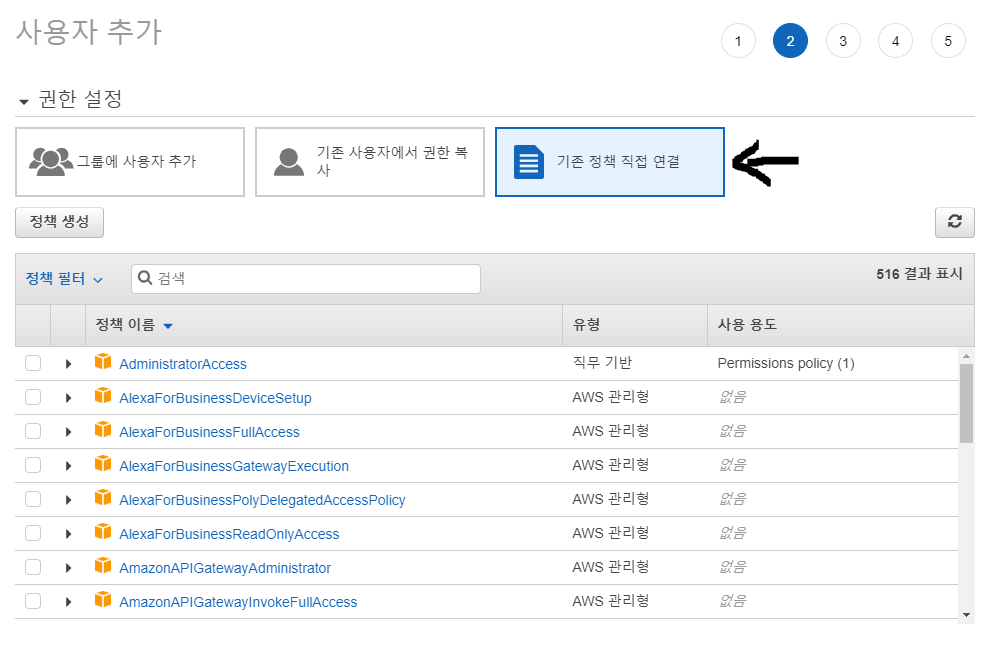 사용자 추가
1 2 3 4 5
권한 설정
그룹에 사용자 추가
기존 사용자에서 권한 복
사
기존 정책 직접 연결
정책 생성
정책 필터 검색 516 결과 표시
정책 이름 유형 사용 용도
AdministratorAccess 직무 기반 Permissions policy (1)
AlexaForBusinessDeviceSetup AWS 관리형 없음
AlexaForBusinessFullAccess AWS 관리형 없음
AlexaForBusinessGatewayExecution AWS 관리형 없음
AlexaForBusinessPolyDelegatedAccessPolicy AWS 관리형 없음
AlexaForBusinessReadOnlyAccess AWS 관리형 없음
AmazonAPIGatewayAdministrator AWS 관리형 없음
AmazonAPIGatewayInvokeFullAccess AWS 관리형 없음